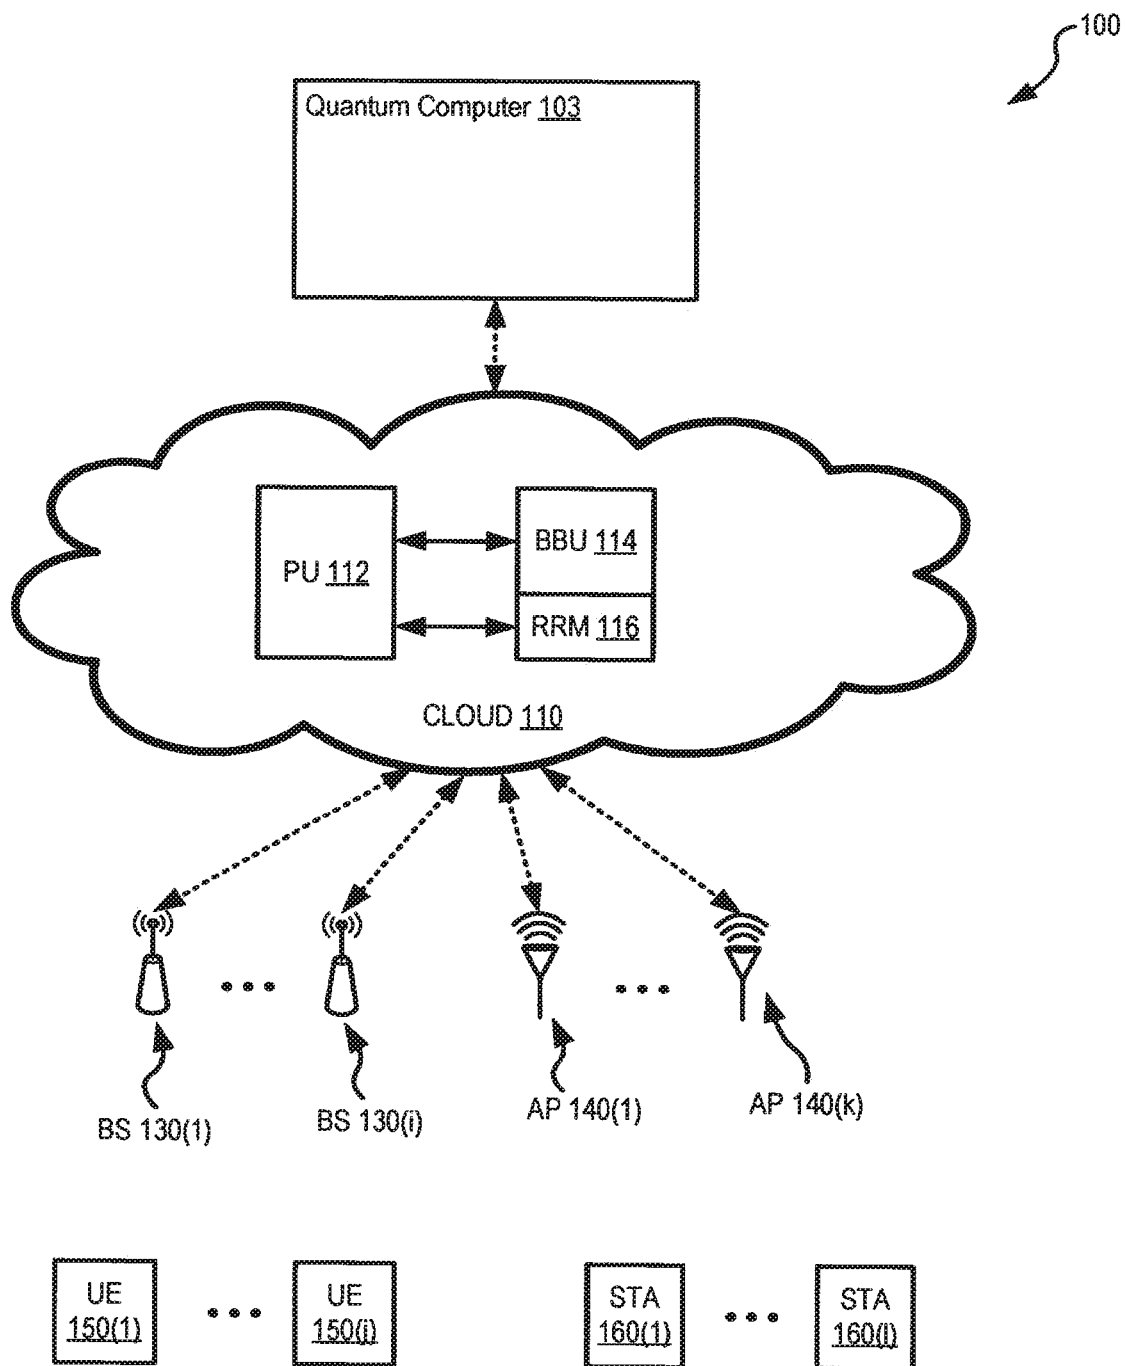 100
Quantum Computer 103
PU 112
BBU 114
RRM 116
CLOUD 110
BS 130(1)
BS 130(i)
AP 140(1)
AP 140(k)
UE
150(1)
UE
150(j)
STA
160(1)
STA
160(l)